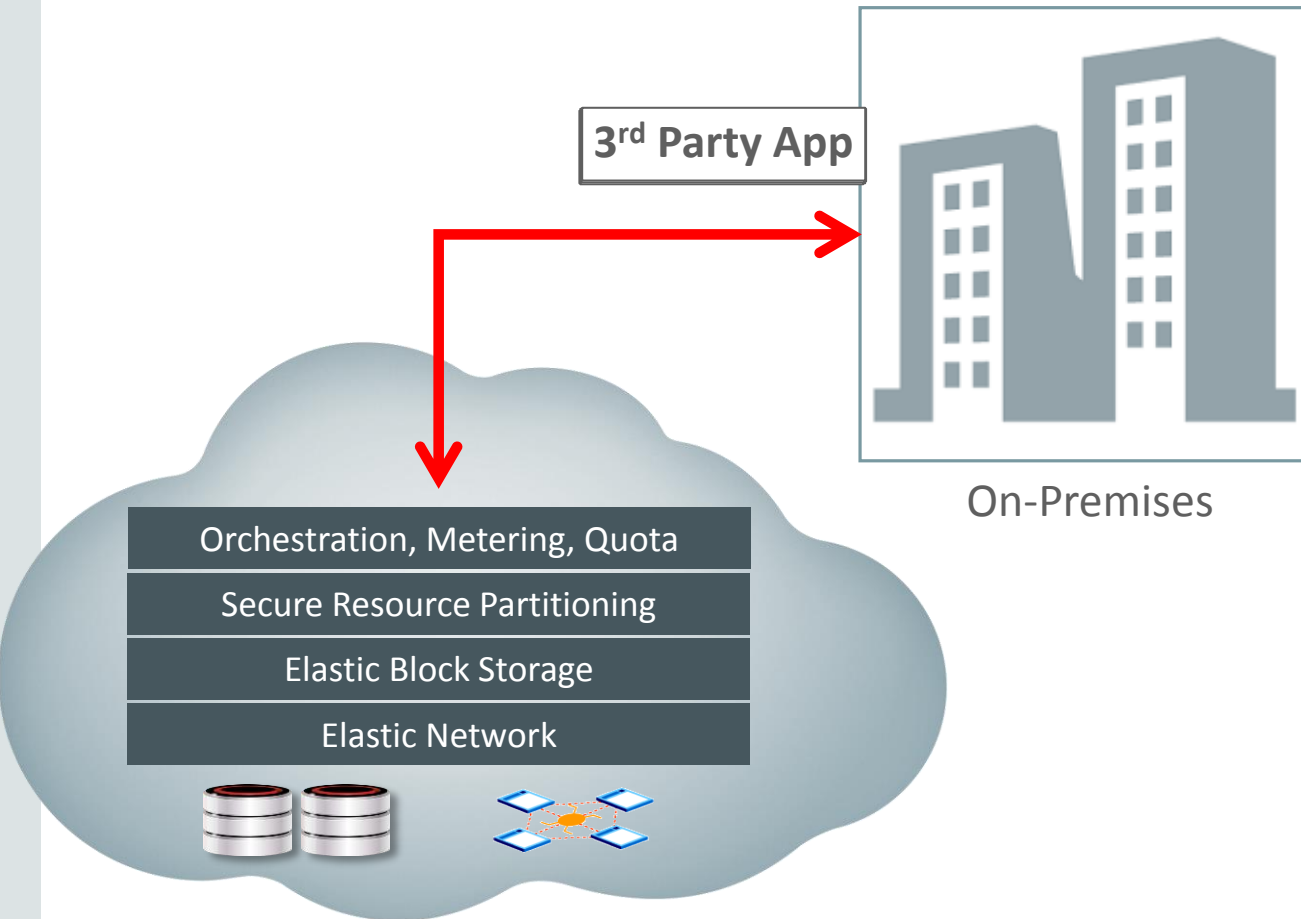 3rd Party App
On-Premises
Orchestration, Metering, Quota
Secure Resource Partitioning
Elastic Block Storage
Elastic Network